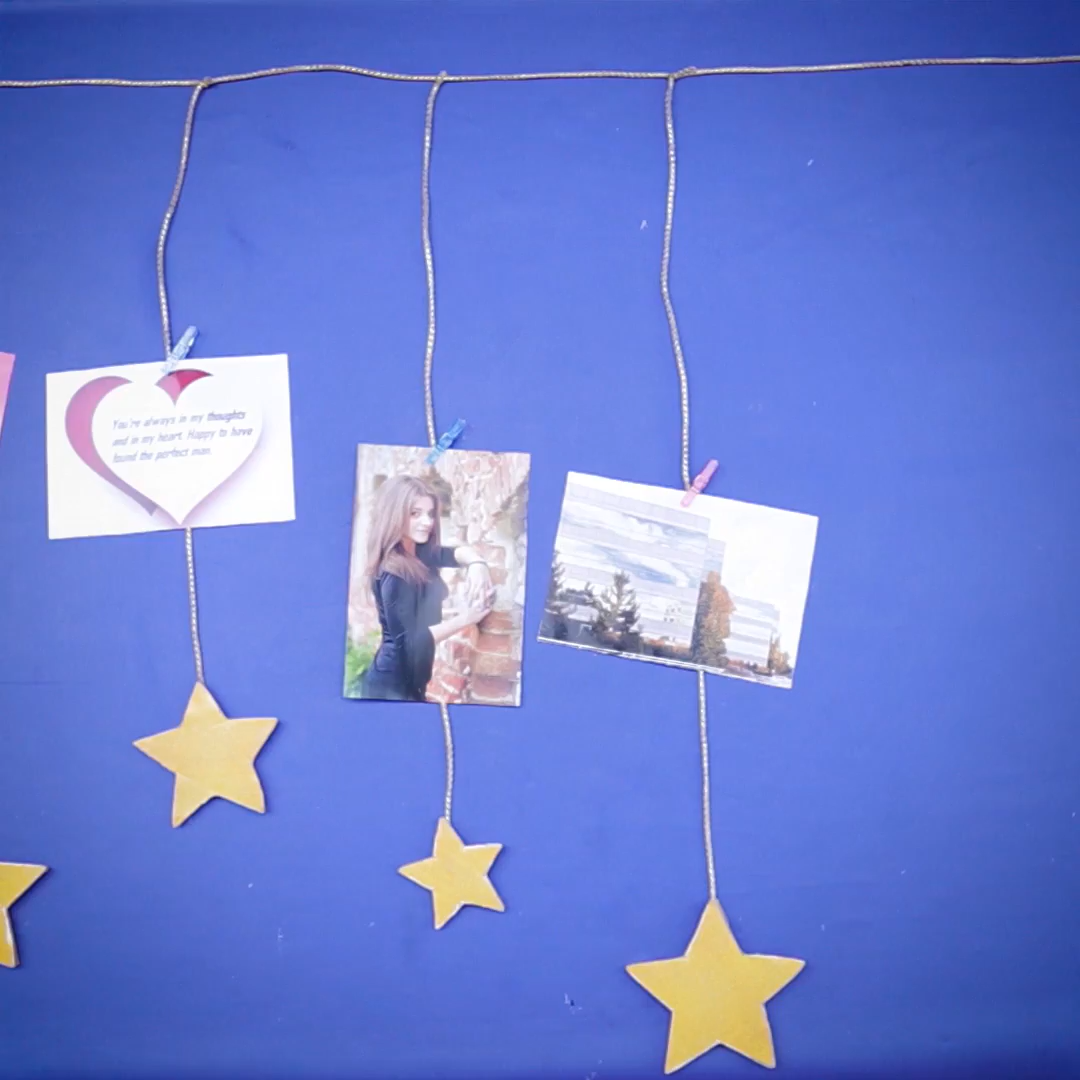 You're always in my thoughts
and in my heart. Happy to have
found the perfect man.